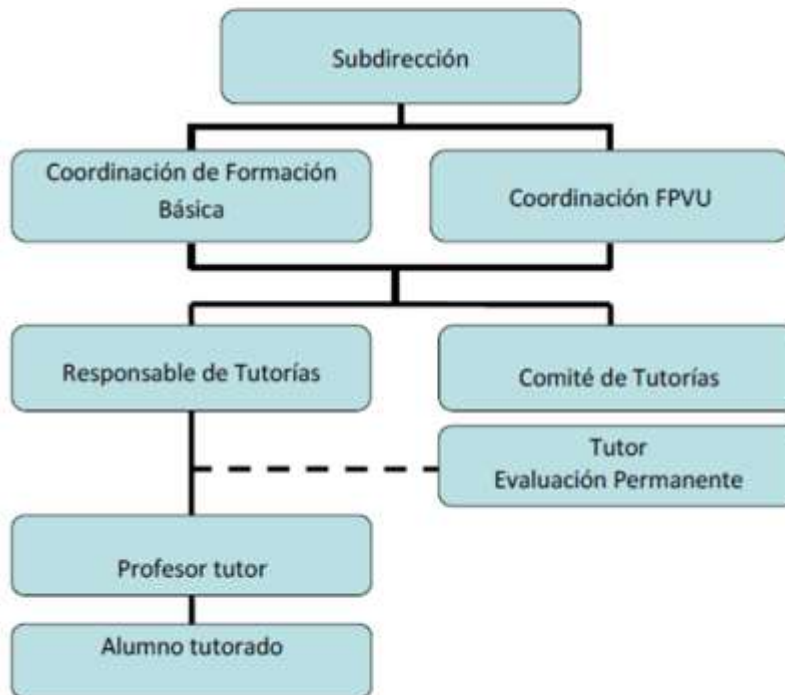 Subdirección
Coordinación de Formación
Básica
Coordinación FPVU
Responsable de Tutorías
Comité de Tutorías
Tutor
Evaluación Permanente
Profesor tutor
Alumno tutorado